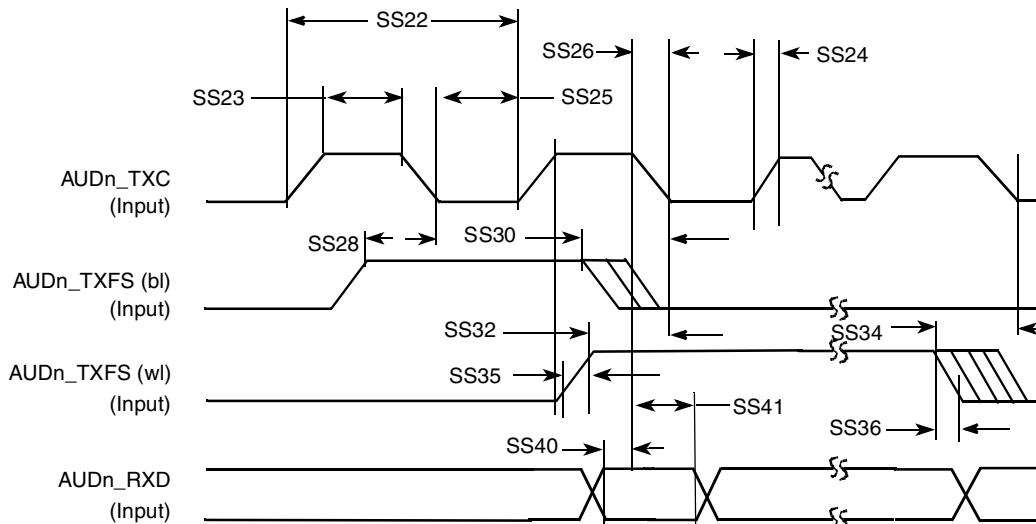 SS22
SS26
SS24
SS23
SS25
AUDn_TXC
(Input)
SS28
SS30
AUDn_TXFS (bl)
(Input)
SS32
SS34
AUDn_TXFS (wl)
(Input)
SS35
SS41
SS36
SS40
AUDn_RXD
(Input)